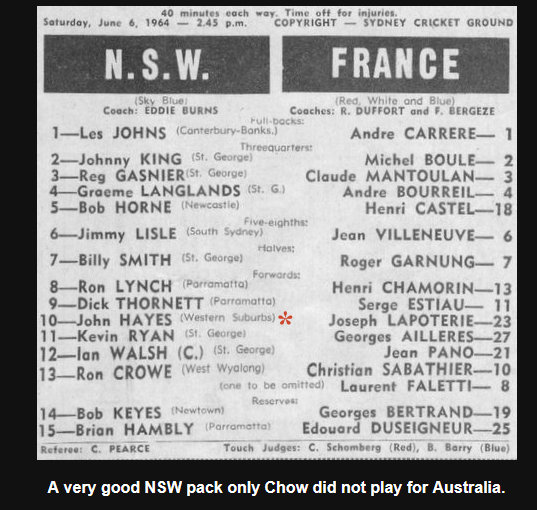 40 minutes each way. Time off for injuries.
Saturday, June 6, 1964 — 2.45 p.m. COPYRIGHT — SYDNEY CRICKET GROUND
N.S.W. FRANCE
(Sky Blue) (Red, White and Blue)
Coach: EDDIE BURNS Coaches: R. DUFFORT and F. BERGEZE
Full-backs:
1—Les JOHNS (Canterbury-Banks.) Andre CARRERE— 1
Threequarters:
2—Johnny KING (St. George) Michel BOULE— 2
3—Reg GASNIER (St. George) Claude MANTOULAN— 3
4—Graeme LANGLANDS (St. G.) Andre BOURREIL— 4
5—Bob HORNE (Newcastle) Henri CASTEL—18
Five-eighths:
6—Jimmy LISLE (South Sydney) Jean VILLENEUVE— 6
Halves:
7—Billy SMITH (St. George) Roger GARNUNG— 7
Forwards:
8—Ron LYNCH (Parramatta) Henri CHAMORIN—13
9—Dick THORNETT (Parramatta) Serge ESTIAU— 11
10—John HAYES (Western Suburbs) * Joseph LAPOTERIE—23
11—Kevin RYAN (St. George) Georges AILLERES—27
12—Ian WALSH (C.) (St. George) Jean PANO—21
13—Ron CROWE (West Wyalong) Christian SABATHIER—10
(one to be omitted) Laurent FALETTI— 8
Reserves:
14—Bob KEYES (Newtown) Georges BERTRAND—19
15—Brian HAMBLY (Parramatta) Edouard DUSEIGNEUR—25
Referee: C. PEARCE Touch Judges: C. Schomberg (Red), B. Barry (Blue)
A very good NSW pack only Chow did not play for Australia.